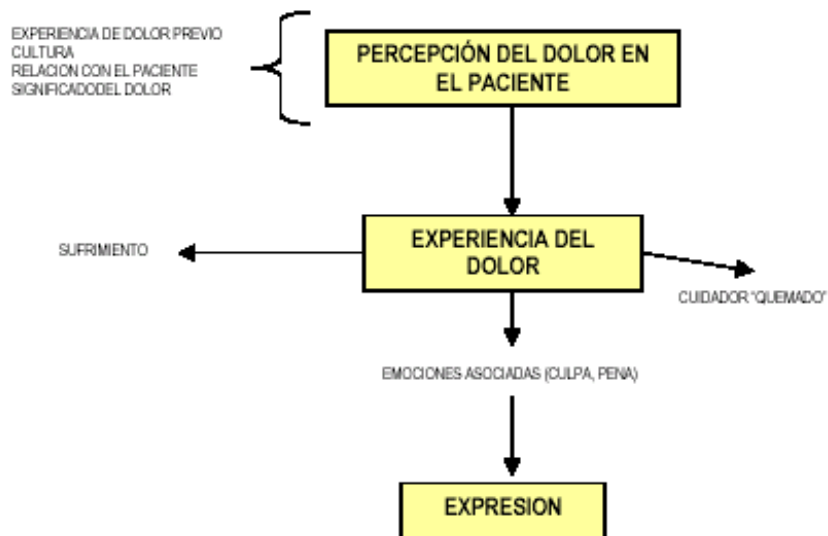 EXPERIENCIA DE DOLOR PREVIO
CULTURA
RELACION CON EL PACIENTE
SIGNIFICADODEL DOLOR
PERCEPCIÓN DEL DOLOR EN
EL PACIENTE
EXPERIENCIA DEL
DOLOR
SUFRIMIENTO
CUIDADOR "QUEMADO"
EMOCIONES ASOCIADAS (CULPA, PENA)
EXPRESION